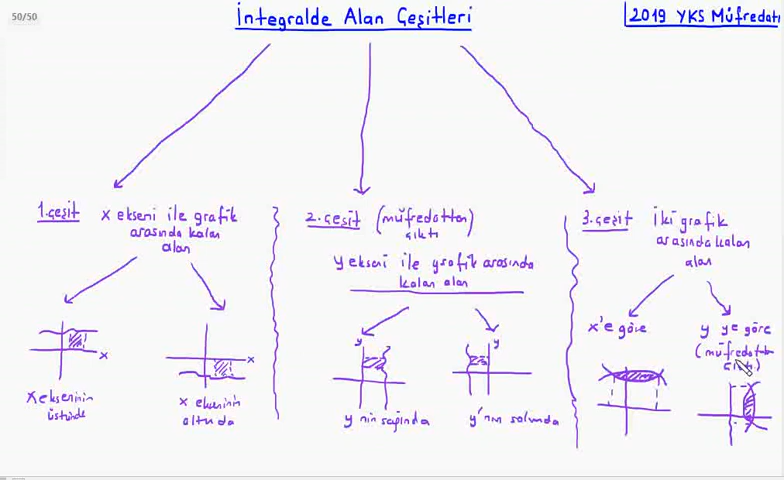 50/50
İntegralde Alan Çeşitleri
2019 YKS Müfredatı
1.çeşit x ekseni ile grafik
arasında kalan
alan
2.çeşit (müfredattan
çıktı)
y ekseni ile grafik arasında
kalan alan
3.çeşit İki grafik
arasında kalan
alan
x
x ekseninin
üstünde
x
x ekseninin
altında
y
y'nin sağında
y
y'nin solunda
x'e göre
y ye göre
(müfredattan
çıktı)